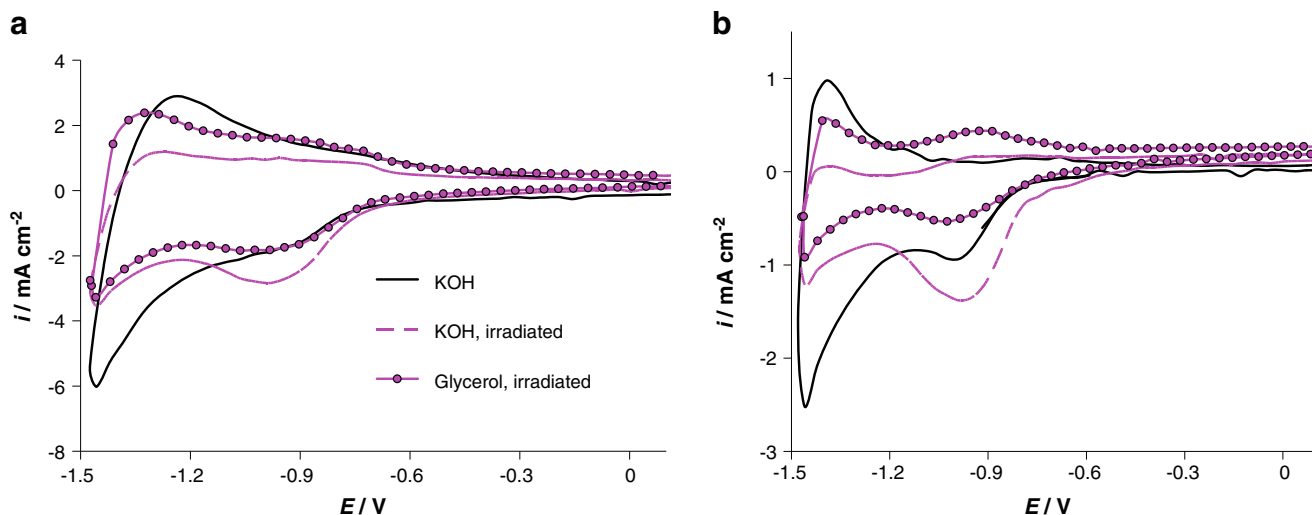 a
4
2
0
-2
-4
-6
-8
i / mA cm-2
-1.5 -1.2 -0.9 -0.6 -0.3 0
E / V
KOH
KOH, irradiated
Glycerol, irradiated
b
1
0
-1
-2
-3
i / mA cm-2
-1.5 -1.2 -0.9 -0.6 -0.3 0
E / V